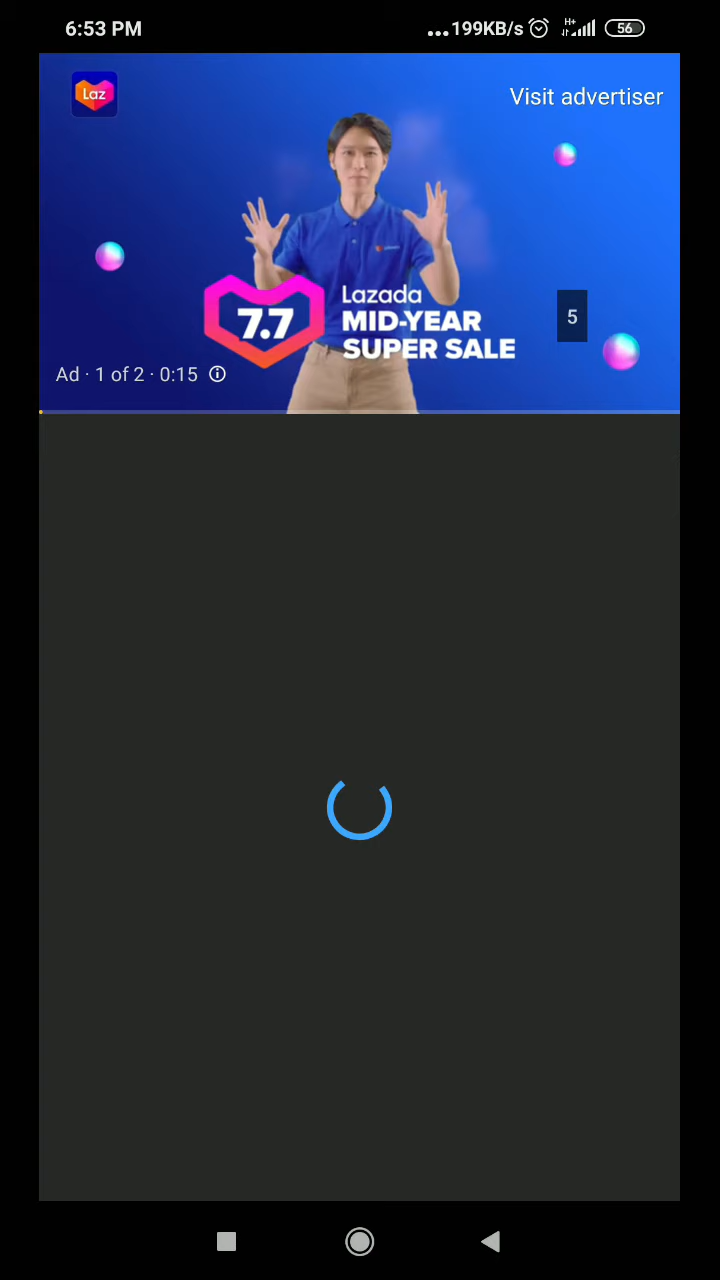 6:53 PM
...199KB/s
H+
56
Laz
Visit advertiser
7.7
Lazada
MID-YEAR
SUPER SALE
5
Ad · 1 of 2 · 0:15